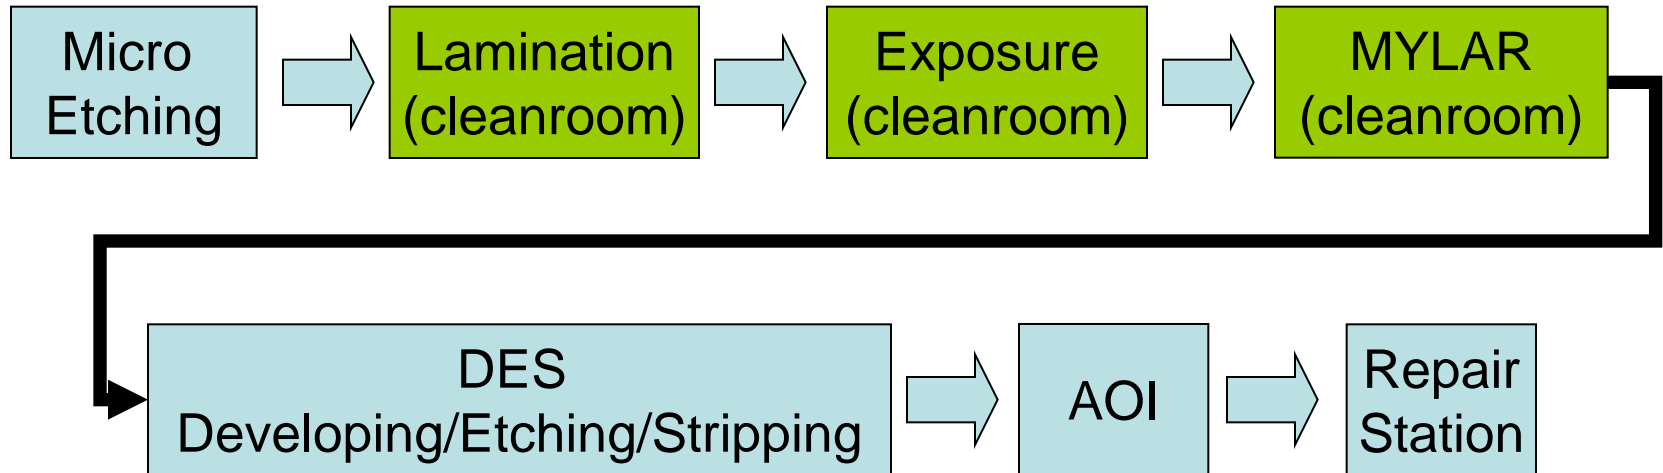 Micro
Etching
Lamination
(cleanroom)
Exposure
(cleanroom)
MYLAR
(cleanroom)
DES
Developing/Etching/Stripping
AOI
Repair
Station